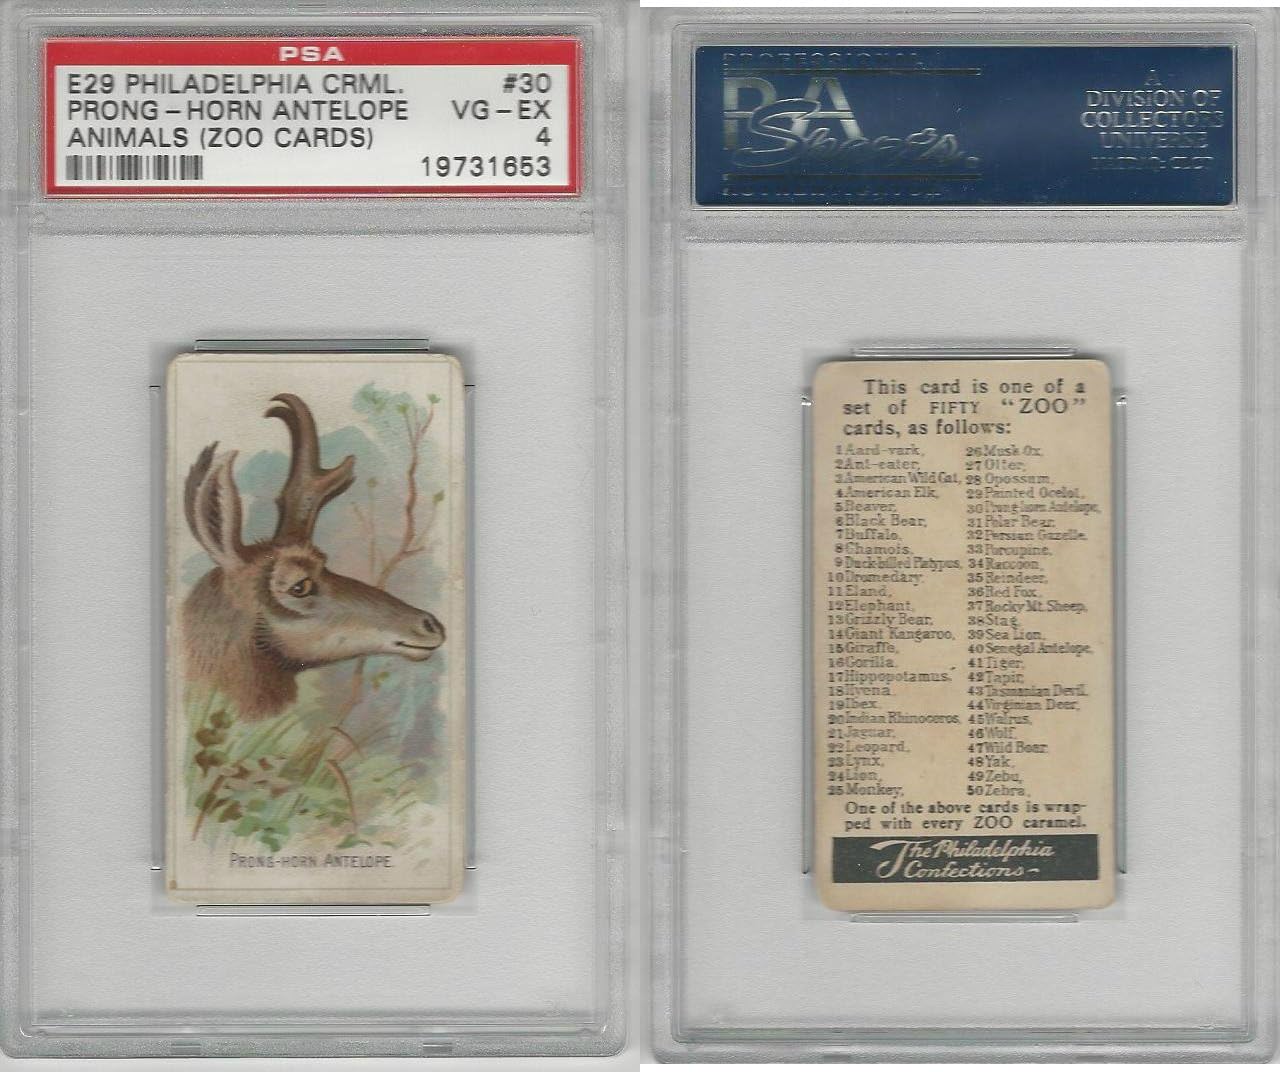 PSA
E29 PHILADELPHIA CRML. #30
PRONG-HORN ANTELOPE VG-EX
ANIMALS (ZOO CARDS) 4
19731653
PRONG-HORN ANTELOPE.
PROFESSIONAL
PSA
Sports
A
DIVISION OF
COLLECTORS
UNIVERSE
NASDAQ: CLCT
This card is one of a
set of FIFTY "ZOO"
cards, as follows:
1 Aard-vark,
2 Ant-eater,
3 American Wild Cat,
4 American Elk,
5 Beaver,
6 Black Bear,
7 Buffalo,
8 Chamois,
9 Duck-billed Platypus,
10 Dromedary,
11 Eland,
12 Elephant,
13 Grizzly Bear,
14 Giant Kangaroo,
15 Giraffe,
16 Gorilla,
17 Hippopotamus,
18 Hyena
19 Ibex,
20 Indian Rhinoceros,
21 Jaguar,
22 Leopard,
23 Lynx,
24 Lion,
25 Monkey,
26 Musk Ox,
27 Otter,
28 Opossum,
29 Painted Ocelot,
30 Prong-horn Antelope,
31 Polar Bear,
32 Persian Gazelle,
33 Porcupine,
34 Raccoon,
35 Reindeer,
36 Red Fox,
37 Rocky Mt. Sheep,
38 Stag,
39 Sea Lion,
40 Senegal Antelope,
41 Tiger,
42 Tapir,
43 Tasmanian Devil,
44 Virginian Deer,
45 Walrus,
46 Wolf,
47 Wild Boar
48 Yak,
49 Zebu,
50 Zebra,
One of the above cards is wrap-
ped with every ZOO caramel.
The Philadelphia
Confections